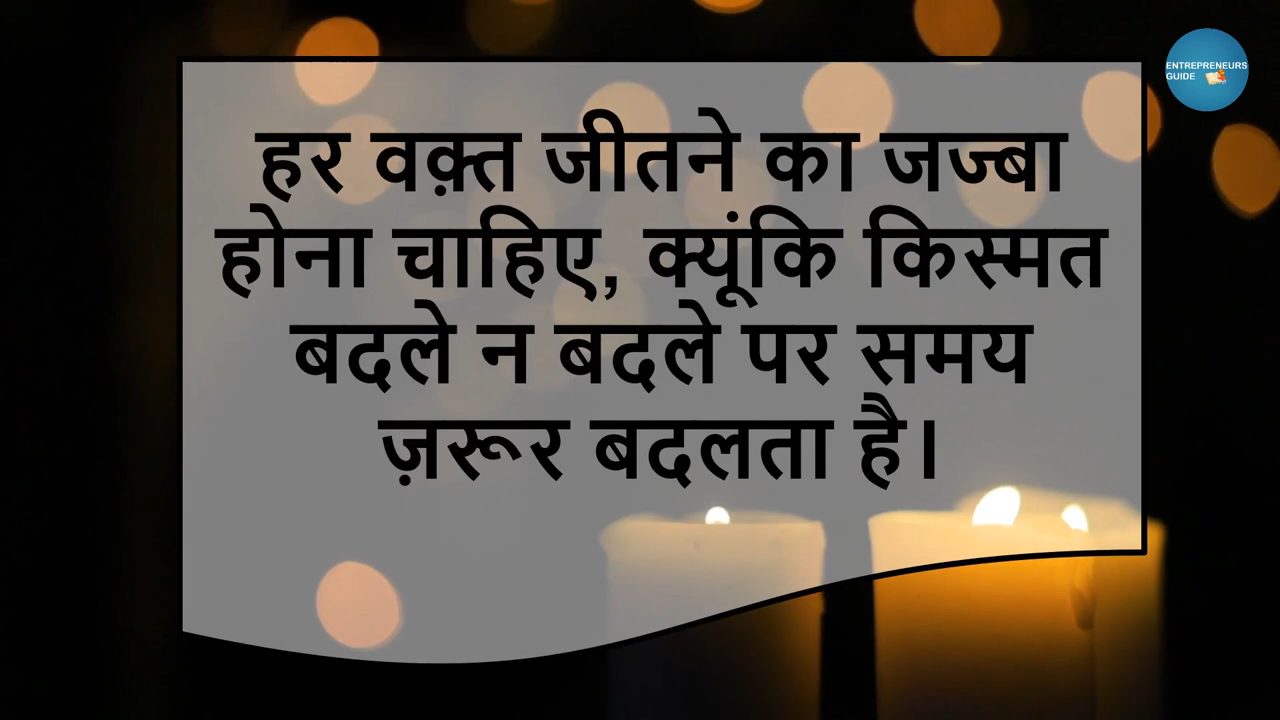 हर वक़्त जीतने का जज्बा
होना चाहिए, क्यूंकि किस्मत
बदले न बदले पर समय
ज़रूर बदलता है।
ENTREPRENEURS
GUIDE